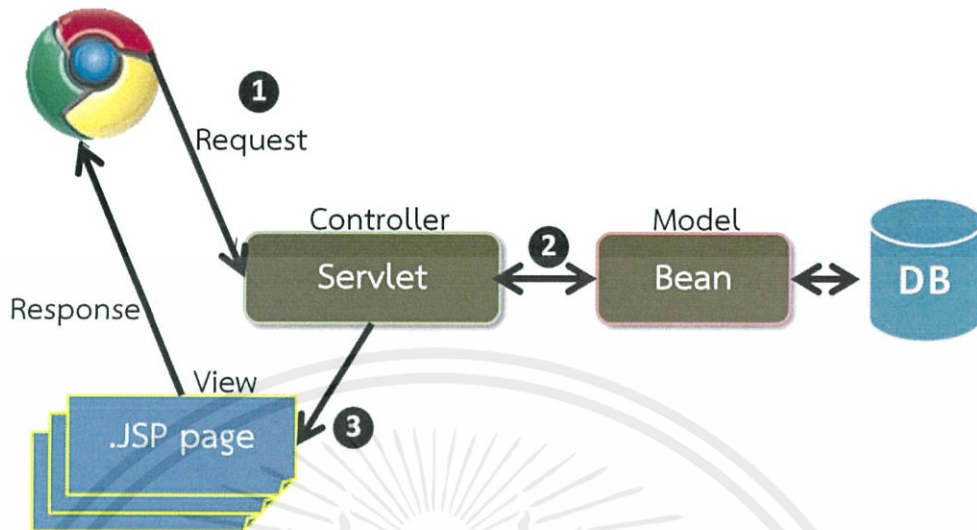 1
Request
Controller
Servlet
2
Model
Bean
DB
Response
View
.JSP page
3